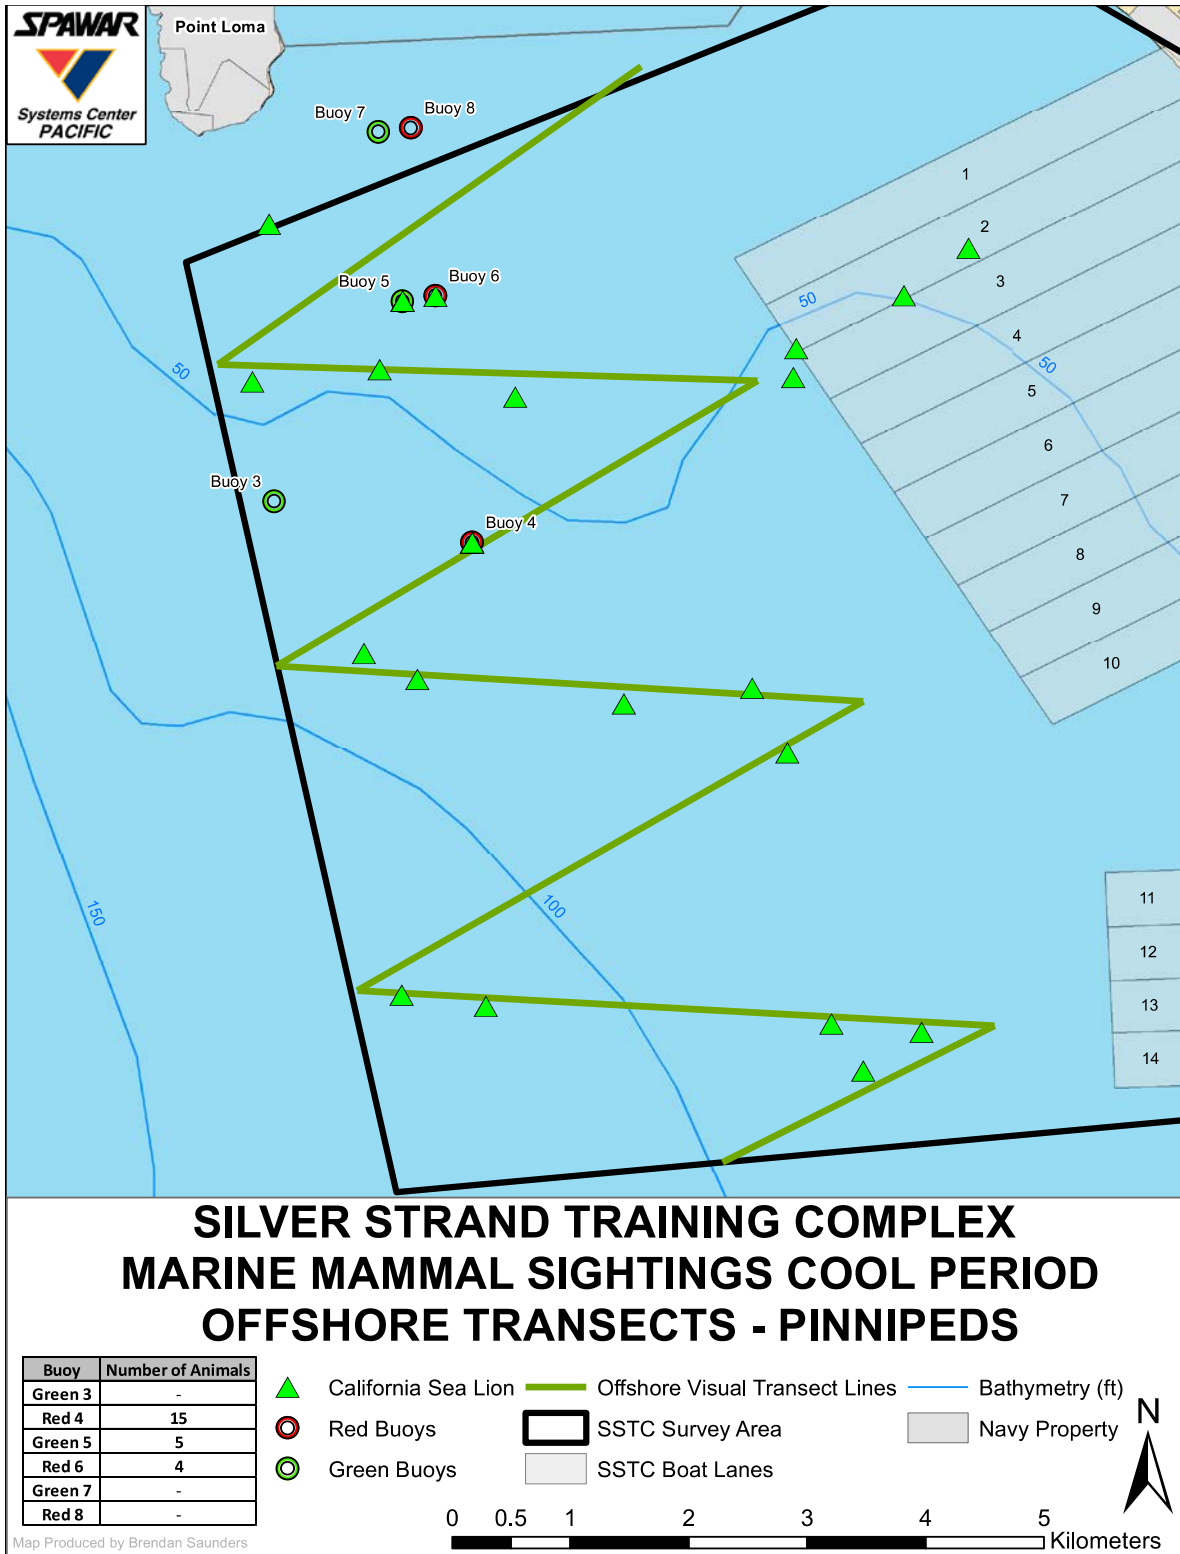 SPAWAR
Systems Center
PACIFIC
Point Loma
Buoy 7
Buoy 8
1
2
Buoy 5
Buoy 6
3
50
4
50
50
5
6
Buoy 3
7
Buoy 4
8
9
10
11
100
150
12
13
14
SILVER STRAND TRAINING COMPLEX
MARINE MAMMAL SIGHTINGS COOL PERIOD
OFFSHORE TRANSECTS - PINNIPEDS
Buoy Number of Animals
Green 3 -
Red 4 15
Green 5 5
Red 6 4
Green 7 -
Red 8 -
California Sea Lion
Red Buoys
Green Buoys
Offshore Visual Transect Lines
SSTC Survey Area
SSTC Boat Lanes
Bathymetry (ft)
Navy Property
N
0 0.5 1 2 3 4 5
Kilometers
Map Produced by Brendan Saunders